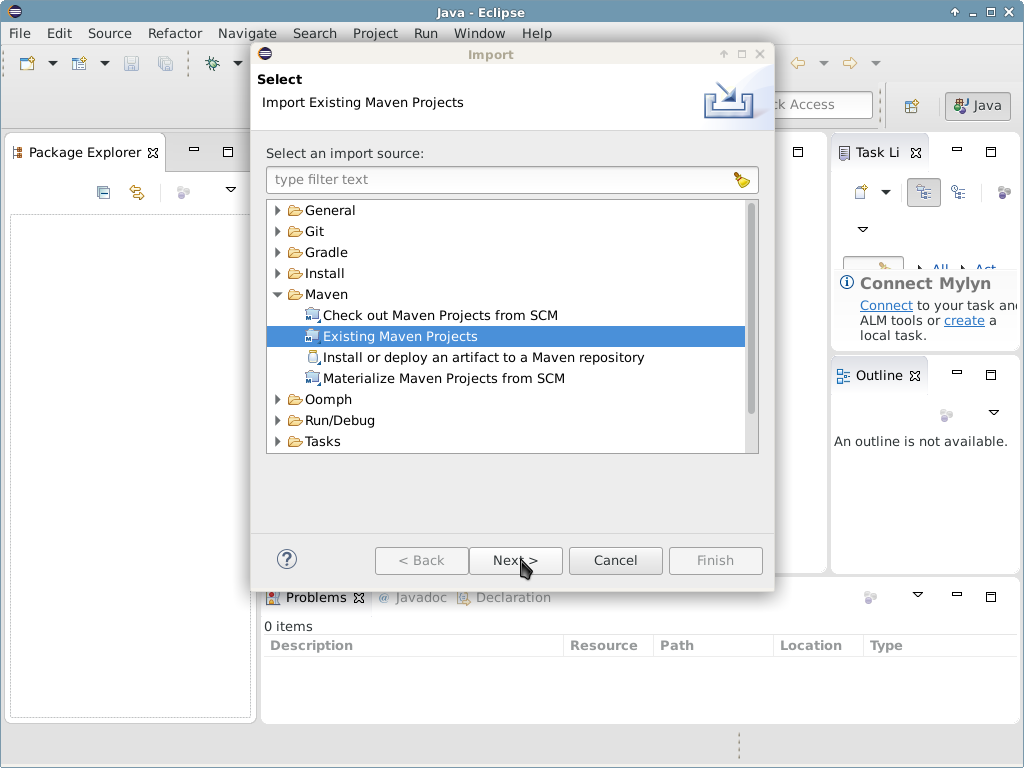 Java - Eclipse
File Edit Source Refactor Navigate Search Project Run Window Help
Import
Select
Import Existing Maven Projects
Access
Java
Package Explorer
Task Li
Select an import source:
type filter text
General
Git
Gradle
Install
Maven
Check out Maven Projects from SCM
Existing Maven Projects
Install or deploy an artifact to a Maven repository
Materialize Maven Projects from SCM
Oomph
Run/Debug
Tasks
< Back Next > Cancel Finish
All Act
Connect Mylyn
Connect to your task and
ALM tools or create a
local task.
Outline
An outline is not available.
Problems @ Javadoc Declaration
0 items
Description Resource Path Location Type